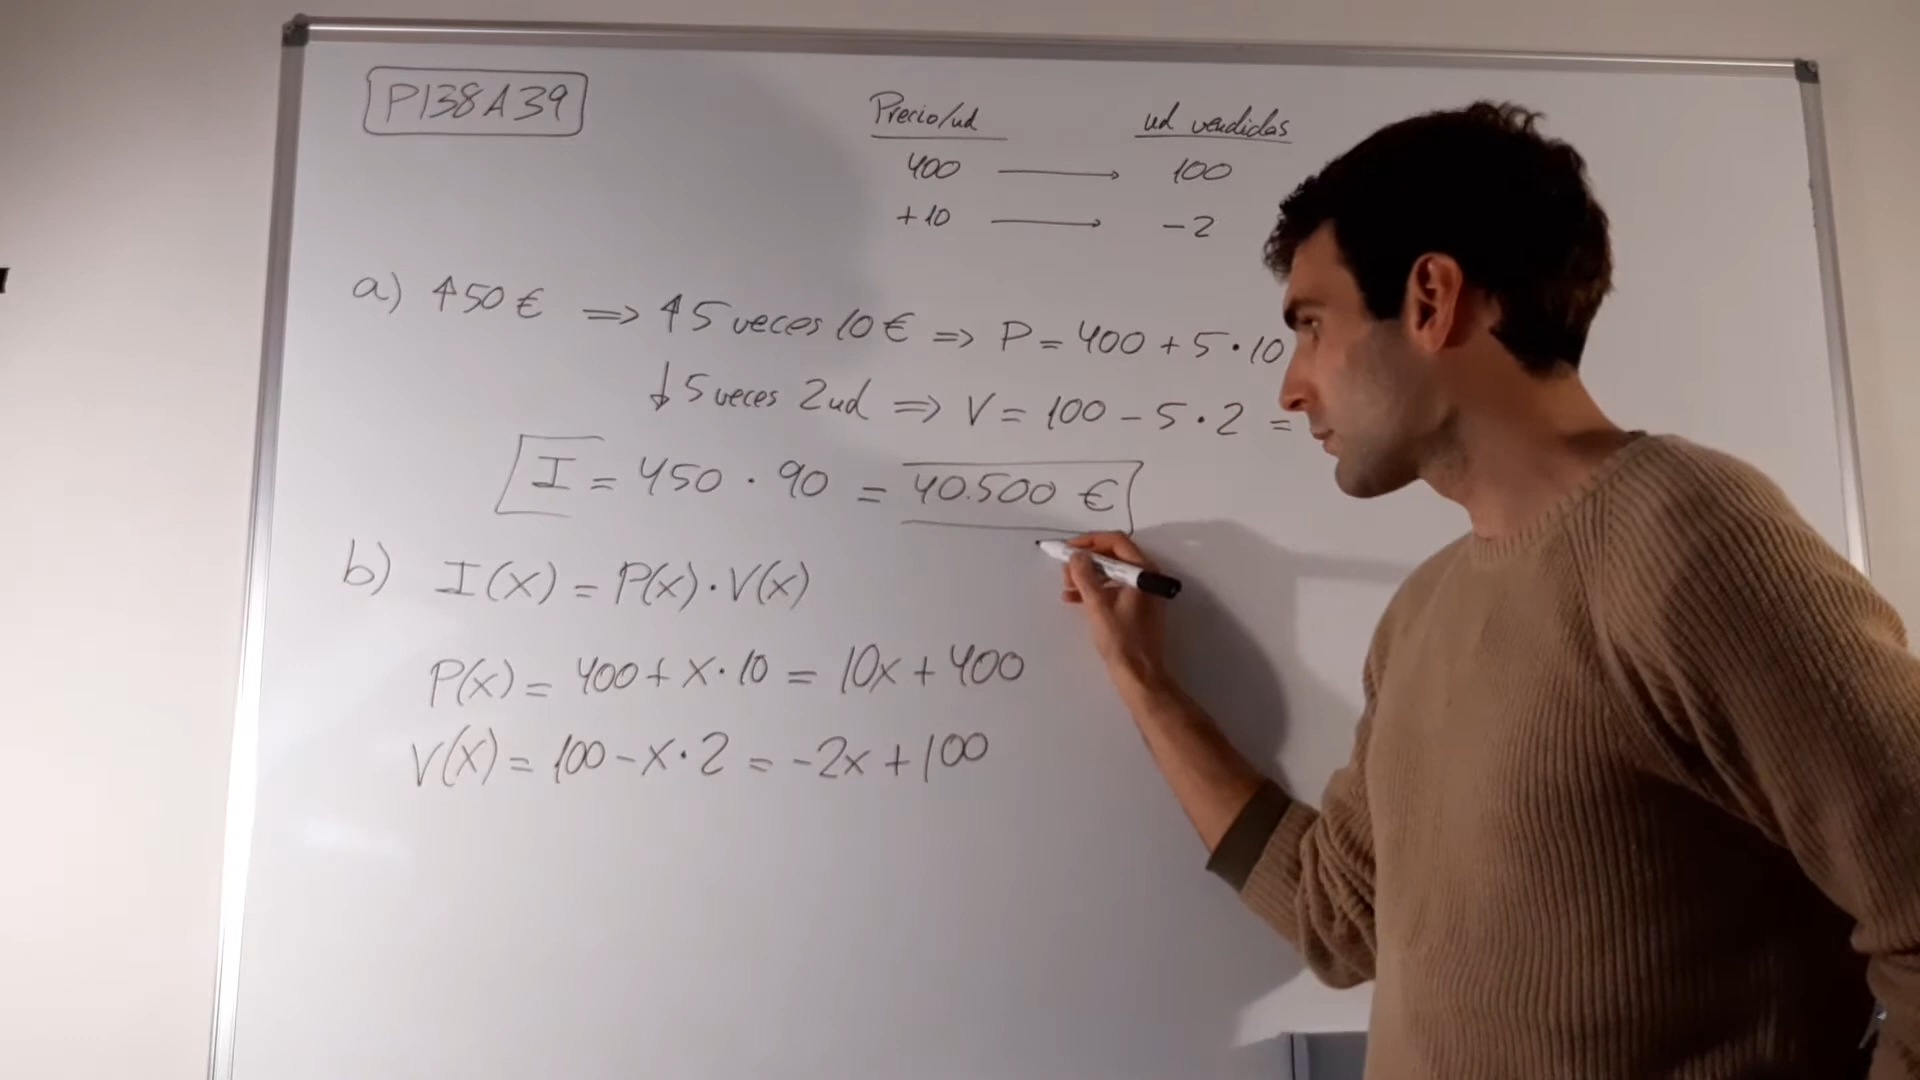 P138A39
Precio/ud ud vendidas
400 → 100
+10 → -2
a) ↑50€ ⇒ ↑5 veces 10€ ⇒ P = 400 + 5·10
↓5 veces 2ud ⇒ V = 100 - 5·2 =
I = 450 · 90 = 40.500 €
b) I(x) = P(x)·V(x)
P(x) = 400 + x·10 = 10x + 400
V(x) = 100 - x·2 = -2x + 100